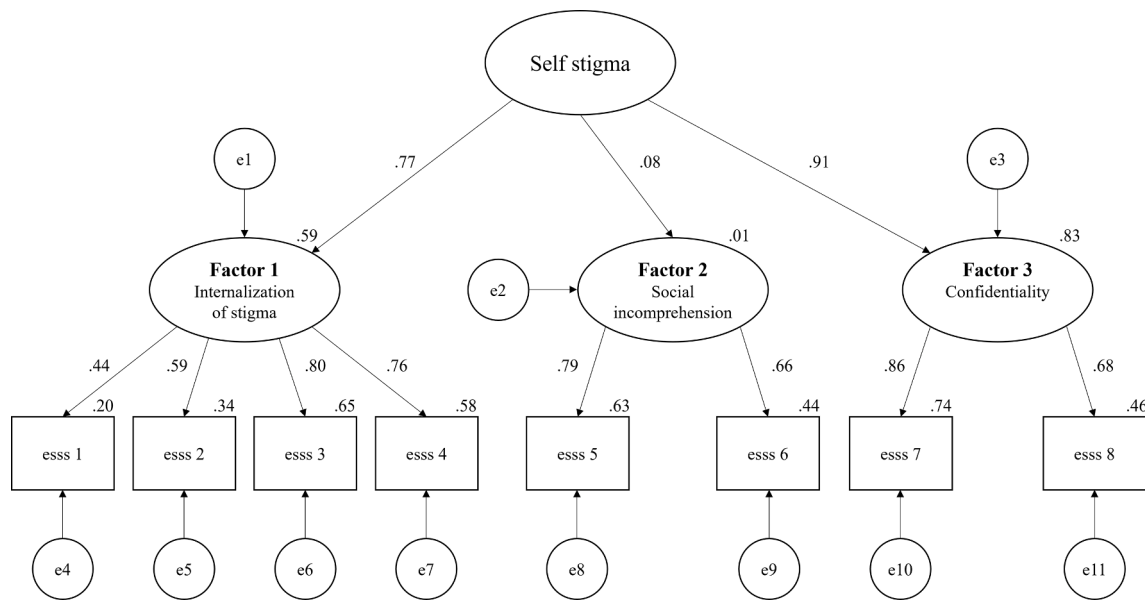 Self stigma
e1
.77
.08
.91
e3
.59
.01
.83
Factor 1
Internalization
of stigma
e2
Factor 2
Social
incomprehension
Factor 3
Confidentiality
.44
.59
.80
.76
.79
.66
.86
.68
.20
.34
.65
.58
.63
.44
.74
.46
esss 1
esss 2
esss 3
esss 4
esss 5
esss 6
esss 7
esss 8
e4
e5
e6
e7
e8
e9
e10
e11